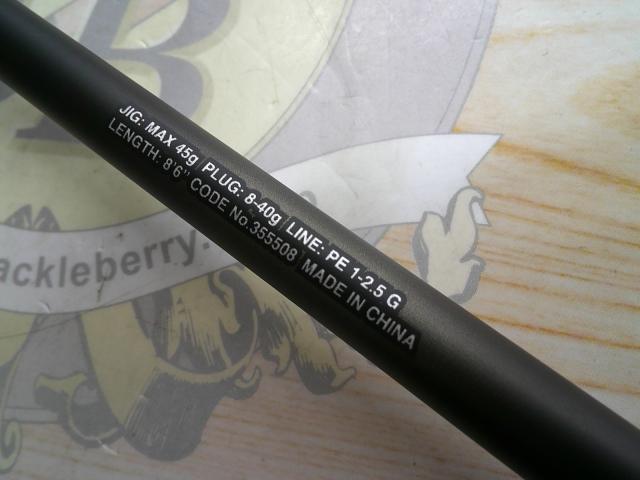 JIG: MAX 45g PLUG: 8-40g LINE: PE 1-2.5 G
LENGTH: 8'6" CODE No.355508 MADE IN CHINA
B
ackleberry.